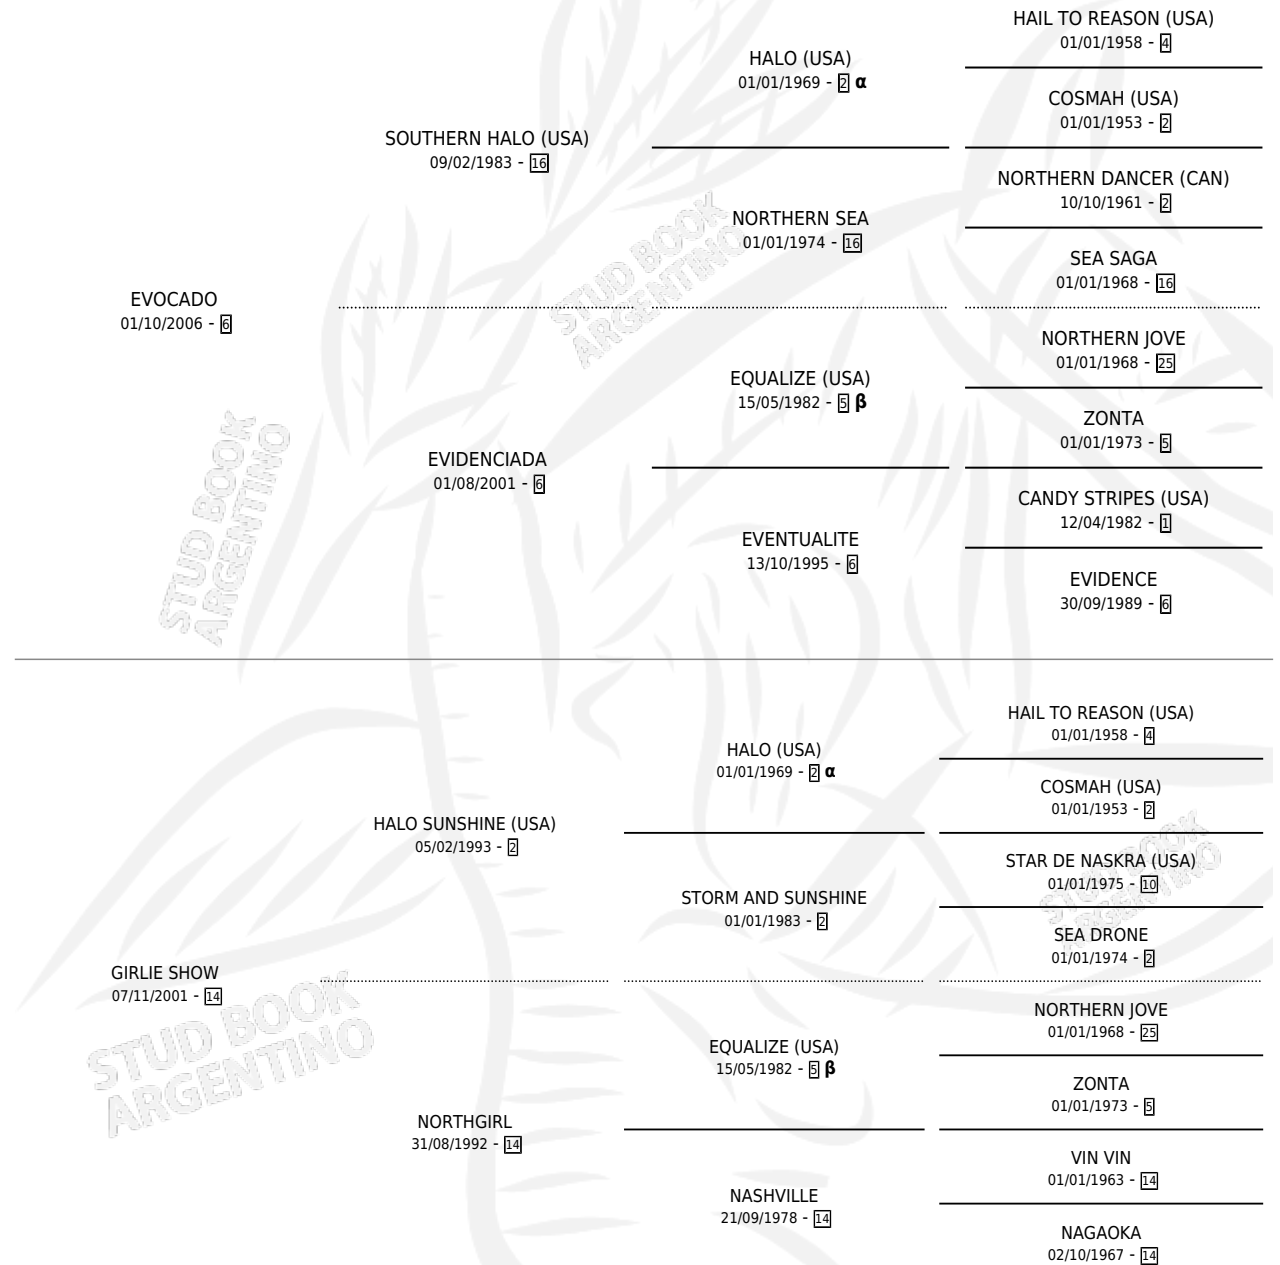 HAIL TO REASON (USA)
01/01/1958 - 4
HALO (USA)
01/01/1969 - 2 α
COSMAH (USA)
01/01/1953 - 2
SOUTHERN HALO (USA)
09/02/1983 - 16
NORTHERN DANCER (CAN)
10/10/1961 - 2
NORTHERN SEA
01/01/1974 - 16
SEA SAGA
01/01/1968 - 16
EVOCADO
01/10/2006 - 6
NORTHERN JOVE
01/01/1968 - 25
EQUALIZE (USA)
15/05/1982 - 5 β
ZONTA
01/01/1973 - 5
EVIDENCIADA
01/08/2001 - 6
CANDY STRIPES (USA)
12/04/1982 - 1
EVENTUALITE
13/10/1995 - 6
EVIDENCE
30/09/1989 - 6
HAIL TO REASON (USA)
01/01/1958 - 4
HALO (USA)
01/01/1969 - 2 α
COSMAH (USA)
01/01/1953 - 2
HALO SUNSHINE (USA)
05/02/1993 - 2
STAR DE NASKRA (USA)
01/01/1975 - 10
STORM AND SUNSHINE
01/01/1983 - 2
SEA DRONE
01/01/1974 - 2
GIRLIE SHOW
07/11/2001 - 14
NORTHERN JOVE
01/01/1968 - 25
EQUALIZE (USA)
15/05/1982 - 5 β
ZONTA
01/01/1973 - 5
NORTHGIRL
31/08/1992 - 14
VIN VIN
01/01/1963 - 14
NASHVILLE
21/09/1978 - 14
NAGAOKA
02/10/1967 - 14
STUD BOOK
ARGENTINO
STUD BOOK
ARGENTINO
STUD BOOK
ARGENTINO
STUD BOOK
ARGENTINO